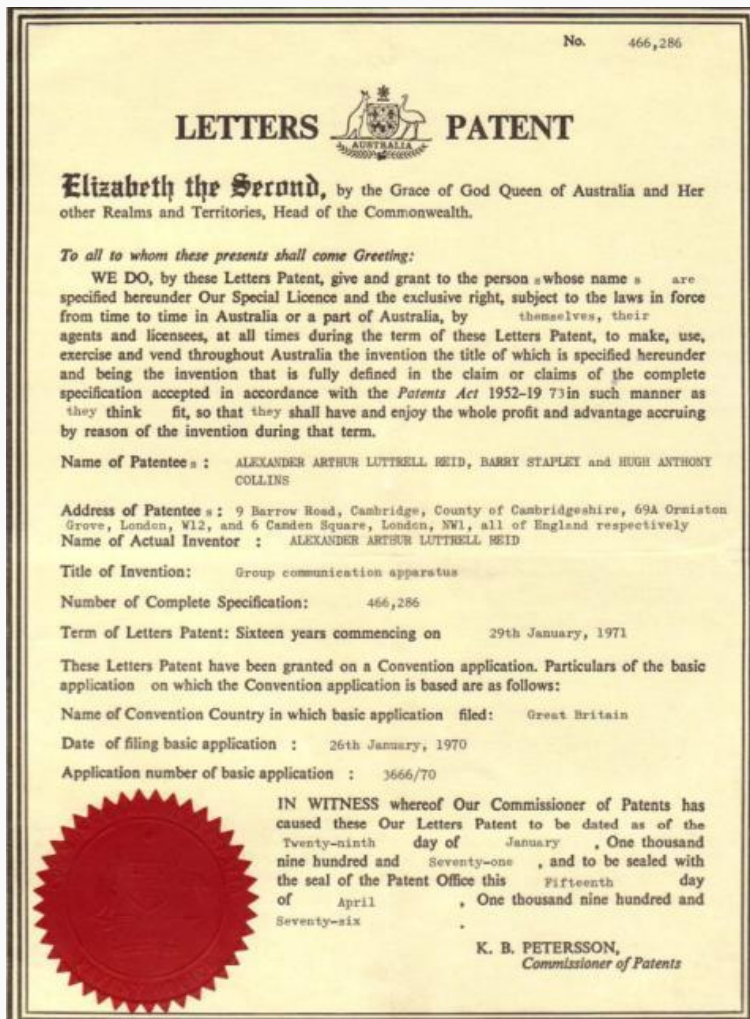 No. 466,286
LETTERS PATENT
AUSTRALIA
Elizabeth the Second, by the Grace of God Queen of Australia and Her
other Realms and Territories, Head of the Commonwealth.
To all to whom these presents shall come Greeting:
WE DO, by these Letters Patent, give and grant to the person s whose name s are
specified hereunder Our Special Licence and the exclusive right, subject to the laws in force
from time to time in Australia or a part of Australia, by themselves, their
agents and licensees, at all times during the term of these Letters Patent, to make, use,
exercise and vend throughout Australia the invention the title of which is specified hereunder
and being the invention that is fully defined in the claim or claims of the complete
specification accepted in accordance with the Patents Act 1952-19 73 in such manner as
they think fit, so that they shall have and enjoy the whole profit and advantage accruing
by reason of the invention during that term.
Name of Patentee s : ALEXANDER ARTHUR LUTTRELL REID, BARRY STAPLEY and HUGH ANTHONY
COLLINS
Address of Patentee s : 9 Barrow Road, Cambridge, County of Cambridgeshire, 69A Ormiston
Grove, London, W12, and 6 Camden Square, London, NW1, all of England respectively
Name of Actual Inventor : ALEXANDER ARTHUR LUTTRELL REID
Title of Invention: Group communication apparatus
Number of Complete Specification: 466,286
Term of Letters Patent: Sixteen years commencing on 29th January, 1971
These Letters Patent have been granted on a Convention application. Particulars of the basic
application on which the Convention application is based are as follows:
Name of Convention Country in which basic application filed: Great Britain
Date of filing basic application : 26th January, 1970
Application number of basic application : 3666/70
IN WITNESS whereof Our Commissioner of Patents has
caused these Our Letters Patent to be dated as of the
Twenty-ninth day of January , One thousand
nine hundred and Seventy-one , and to be sealed with
the seal of the Patent Office this Fifteenth day
of April , One thousand nine hundred and
Seventy-six .
K. B. PETERSSON,
Commissioner of Patents